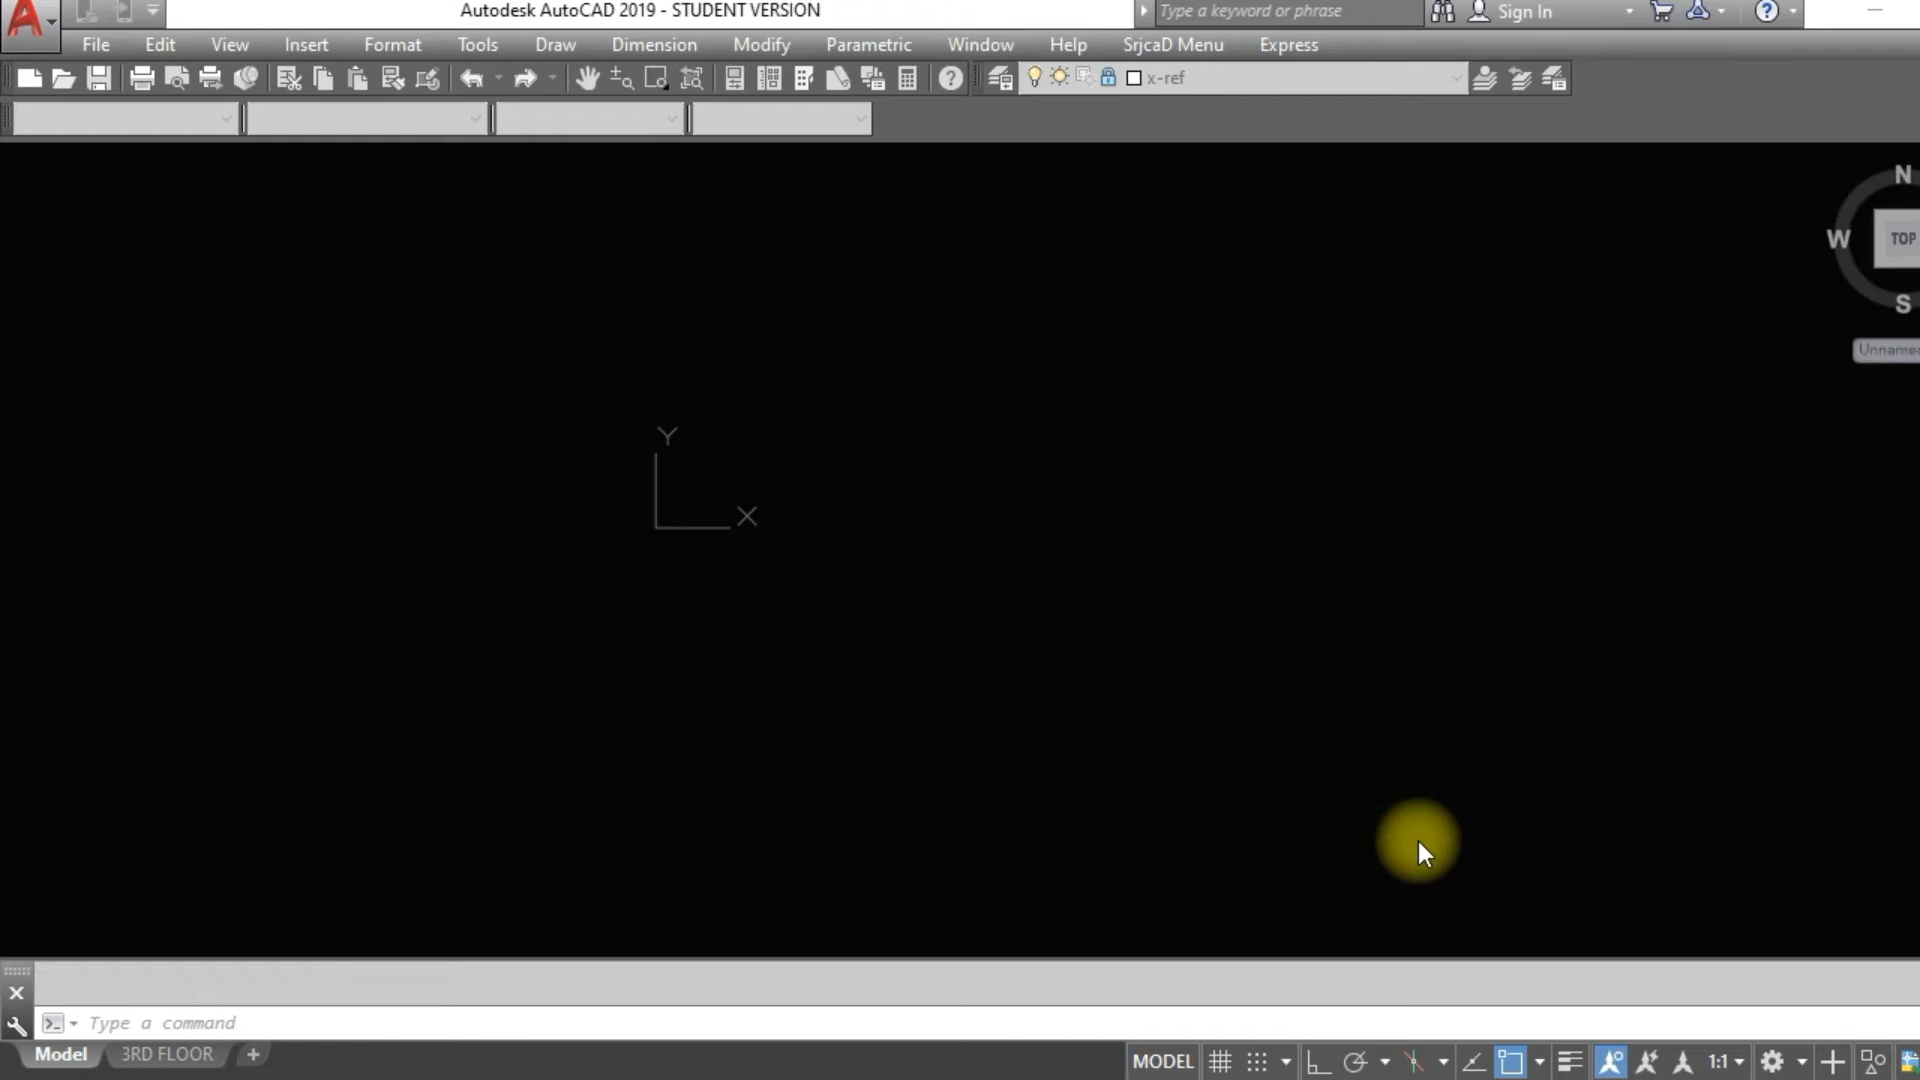 Autodesk AutoCAD 2019 - STUDENT VERSION
Type a keyword or phrase
Sign In
File Edit View Insert Format Tools Draw Dimension Modify Parametric Window Help SrjcaD Menu Express
x-ref
N
W
TOP
S
Y
X
Type a command
Model 3RD FLOOR
MODEL
1:1